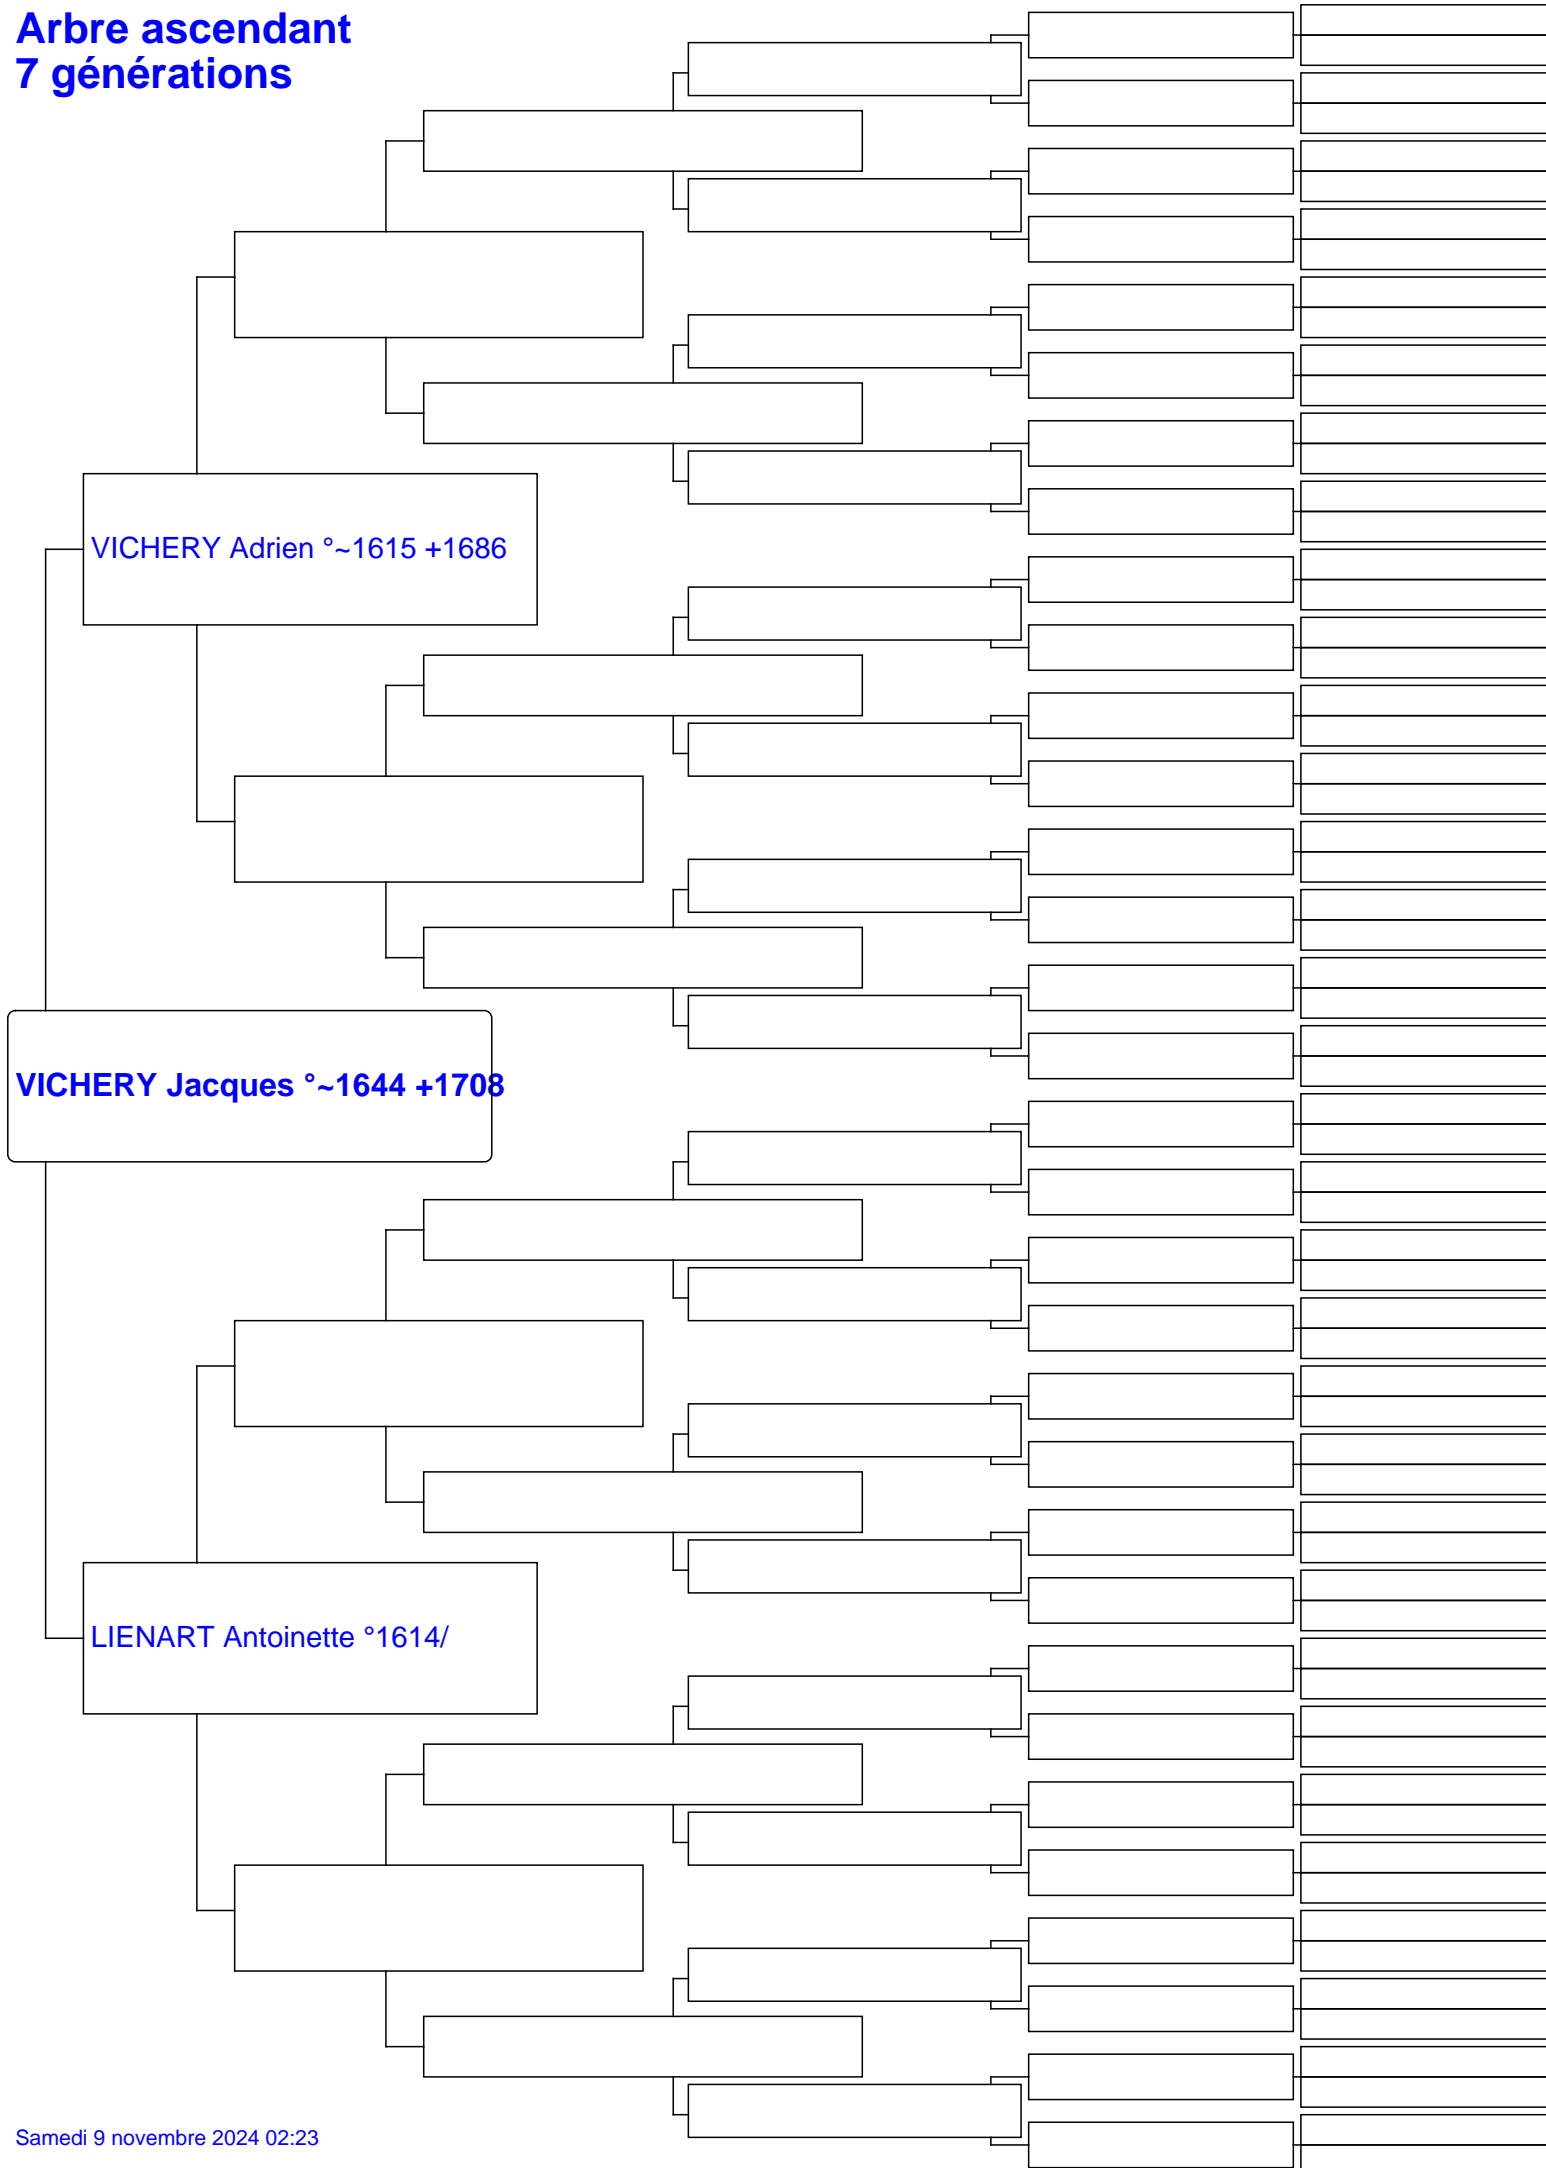 Arbre ascendant
7 générations
VICHERY Adrien °~1615 +1686
VICHERY Jacques °~1644 +1708
LIENART Antoinette °1614/
Samedi 9 novembre 2024 02:23